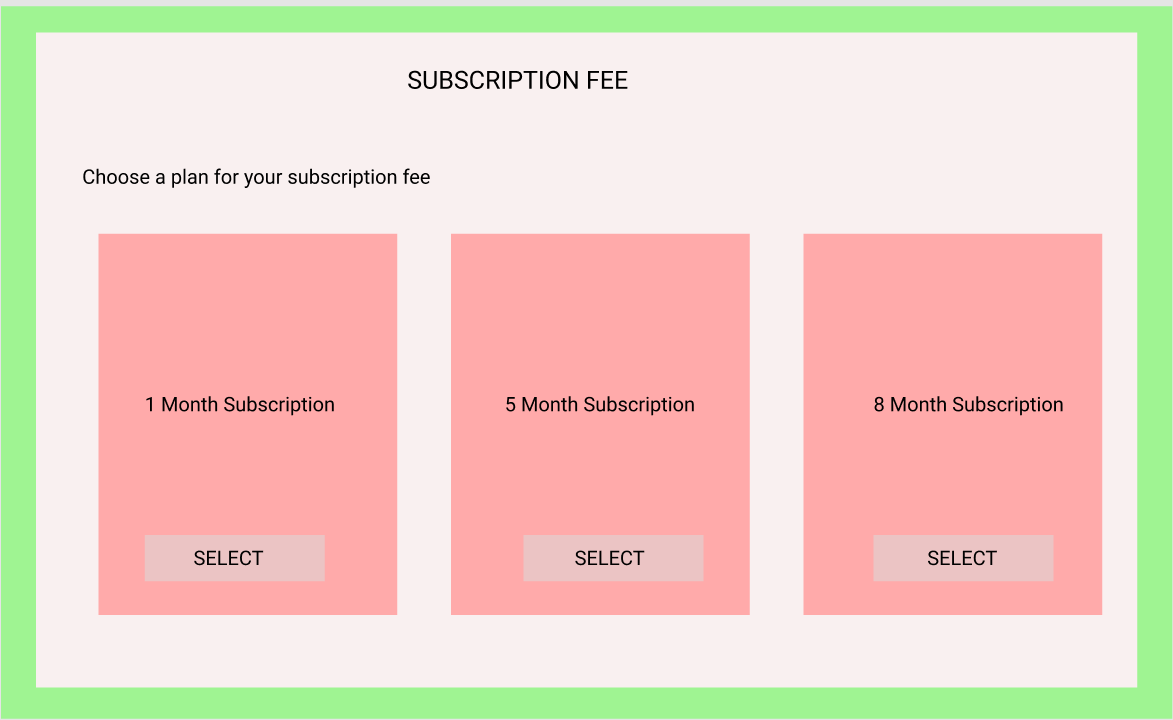 SUBSCRIPTION FEE
Choose a plan for your subscription fee
1 Month Subscription
5 Month Subscription
8 Month Subscription
SELECT
SELECT
SELECT